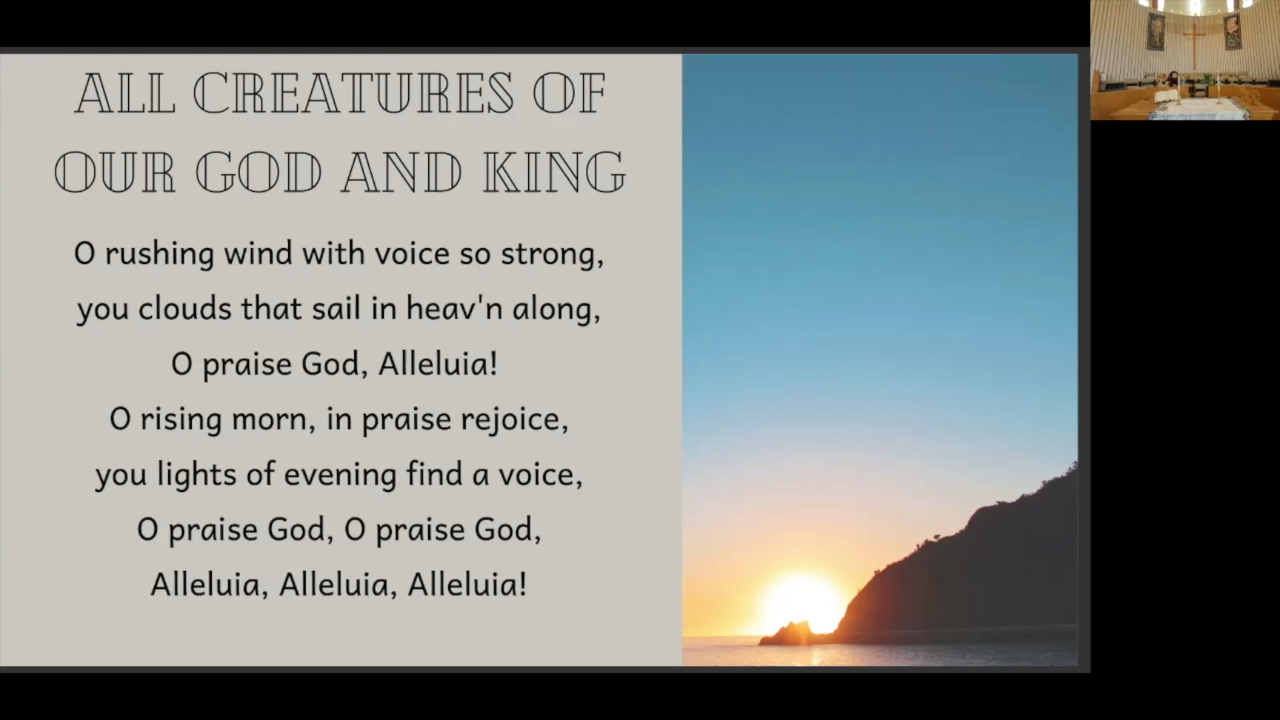 ALL CREATURES OF
OUR GOD AND KING
O rushing wind with voice so strong,
you clouds that sail in heav'n along,
O praise God, Alleluia!
O rising morn, in praise rejoice,
you lights of evening find a voice,
O praise God, O praise God,
Alleluia, Alleluia, Alleluia!